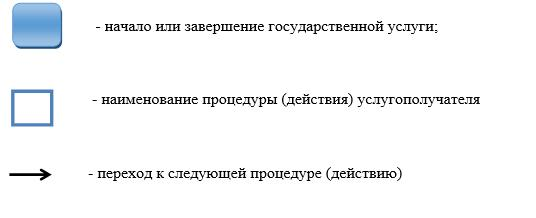 - начало или завершение государственной услуги;
- наименование процедуры (действия) услугополучателя
- переход к следующей процедуре (действию)